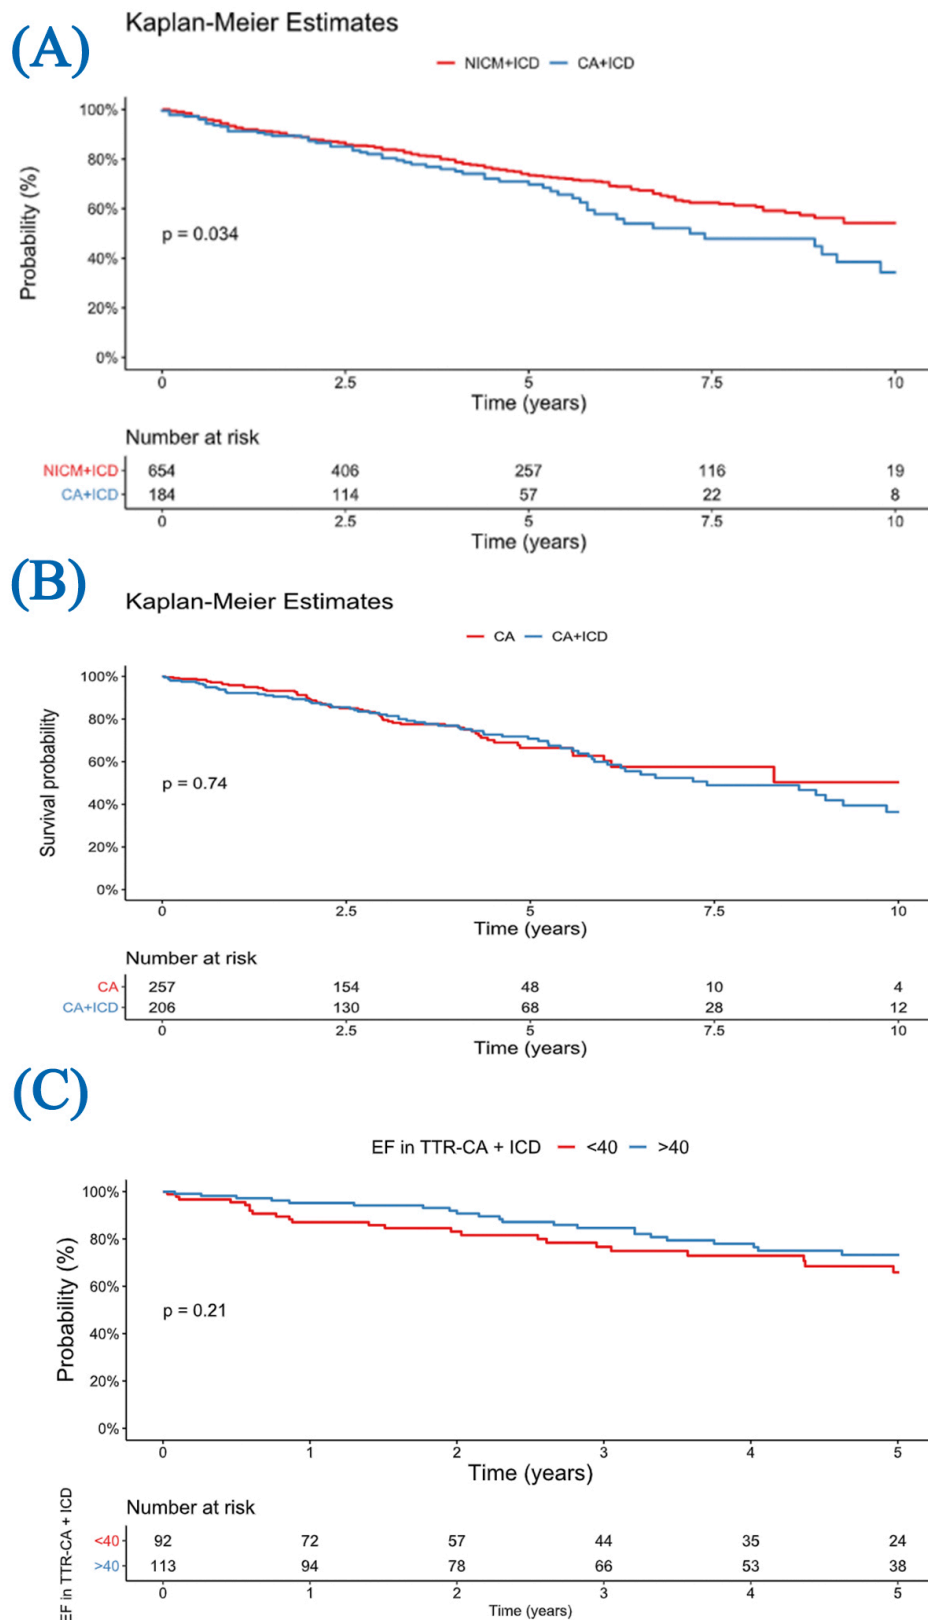 (A)
Kaplan-Meier Estimates
NICM+ICD CA+ICD
Probability (%)
100%
80%
60%
40%
20%
0%
p = 0.034
0 2.5 5 7.5 10
Time (years)
Number at risk
NICM+ICD 654 406 257 116 19
CA+ICD 184 114 57 22 8
0 2.5 5 7.5 10
Time (years)
(B)
Kaplan-Meier Estimates
CA CA+ICD
Survival probability
100%
80%
60%
40%
20%
0%
p = 0.74
0 2.5 5 7.5 10
Time (years)
Number at risk
CA 257 154 48 10 4
CA+ICD 206 130 68 28 12
0 2.5 5 7.5 10
Time (years)
(C)
EF in TTR-CA + ICD <40 >40
Probability (%)
100%
80%
60%
40%
20%
0%
p = 0.21
0 1 2 3 4 5
Time (years)
EF in TTR-CA + ICD
Number at risk
<40 92 72 57 44 35 24
>40 113 94 78 66 53 38
0 1 2 3 4 5
Time (years)